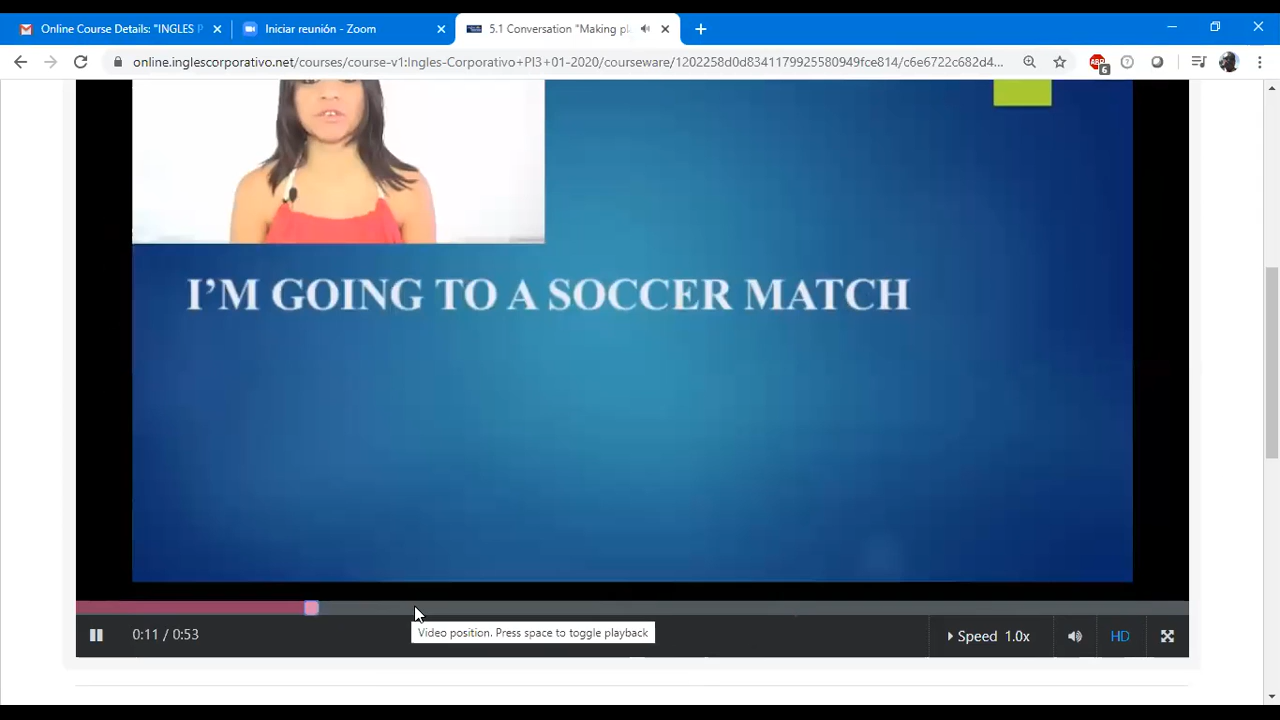 Online Course Details: "INGLES P
Iniciar reunión - Zoom
5.1 Conversation "Making pl
online.inglescorporativo.net/courses/course-v1:Ingles-Corporativo+PI3+01-2020/courseware/1202258d0d8341179925580949fce814/c6e6722c682d4...
ABP
6
I'M GOING TO A SOCCER MATCH
Video position. Press space to toggle playback
0:11 / 0:53
Speed 1.0x
HD